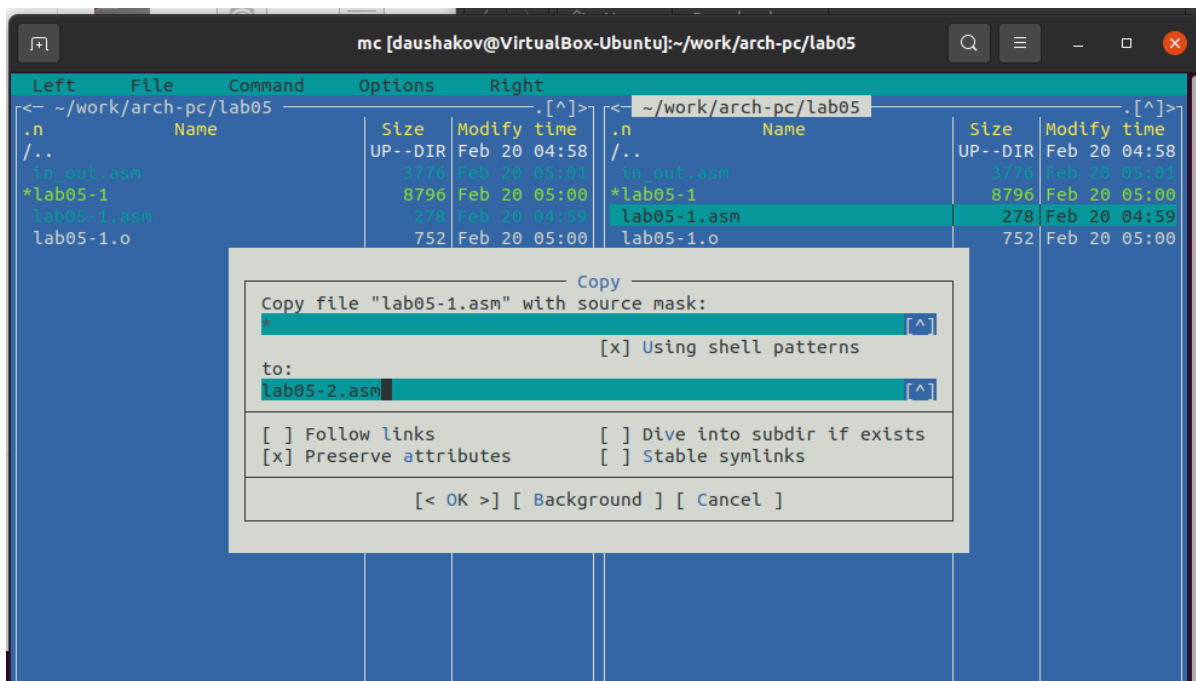 mc [daushakov@VirtualBox-Ubuntu]:~/work/arch-pc/lab05
Left File Command Options Right
<─ ~/work/arch-pc/lab05 ─.[^]> <─ ~/work/arch-pc/lab05 ─.[^]>
.n Name Size Modify time .n Name Size Modify time
/.. UP--DIR Feb 20 04:58 /.. UP--DIR Feb 20 04:58
in_out.asm 3776 Feb 20 05:01 in_out.asm 3776 Feb 20 05:01
*lab05-1 8796 Feb 20 05:00 *lab05-1 8796 Feb 20 05:00
lab05-1.asm 278 Feb 20 04:59 lab05-1.asm 278 Feb 20 04:59
lab05-1.o 752 Feb 20 05:00 lab05-1.o 752 Feb 20 05:00
Copy
Copy file "lab05-1.asm" with source mask:
* [^]
[x] Using shell patterns
to:
lab05-2.asm [^]
[ ] Follow links [ ] Dive into subdir if exists
[x] Preserve attributes [ ] Stable symlinks
[< OK >] [ Background ] [ Cancel ]